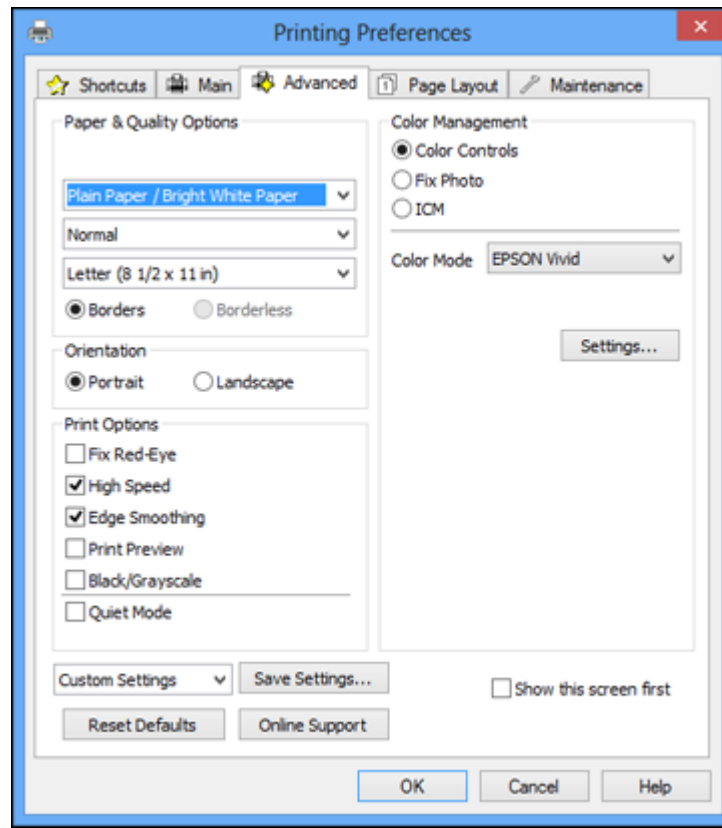 Printing Preferences
Shortcuts
Main
Advanced
1
Page Layout
Maintenance
Paper & Quality Options
Plain Paper / Bright White Paper
Normal
Letter (8 1/2 x 11 in)
Borders
Borderless
Orientation
Portrait
Landscape
Print Options
Fix Red-Eye
High Speed
Edge Smoothing
Print Preview
Black/Grayscale
Quiet Mode
Color Management
Color Controls
Fix Photo
ICM
Color Mode
EPSON Vivid
Settings...
Custom Settings
Save Settings...
Show this screen first
Reset Defaults
Online Support
OK
Cancel
Help